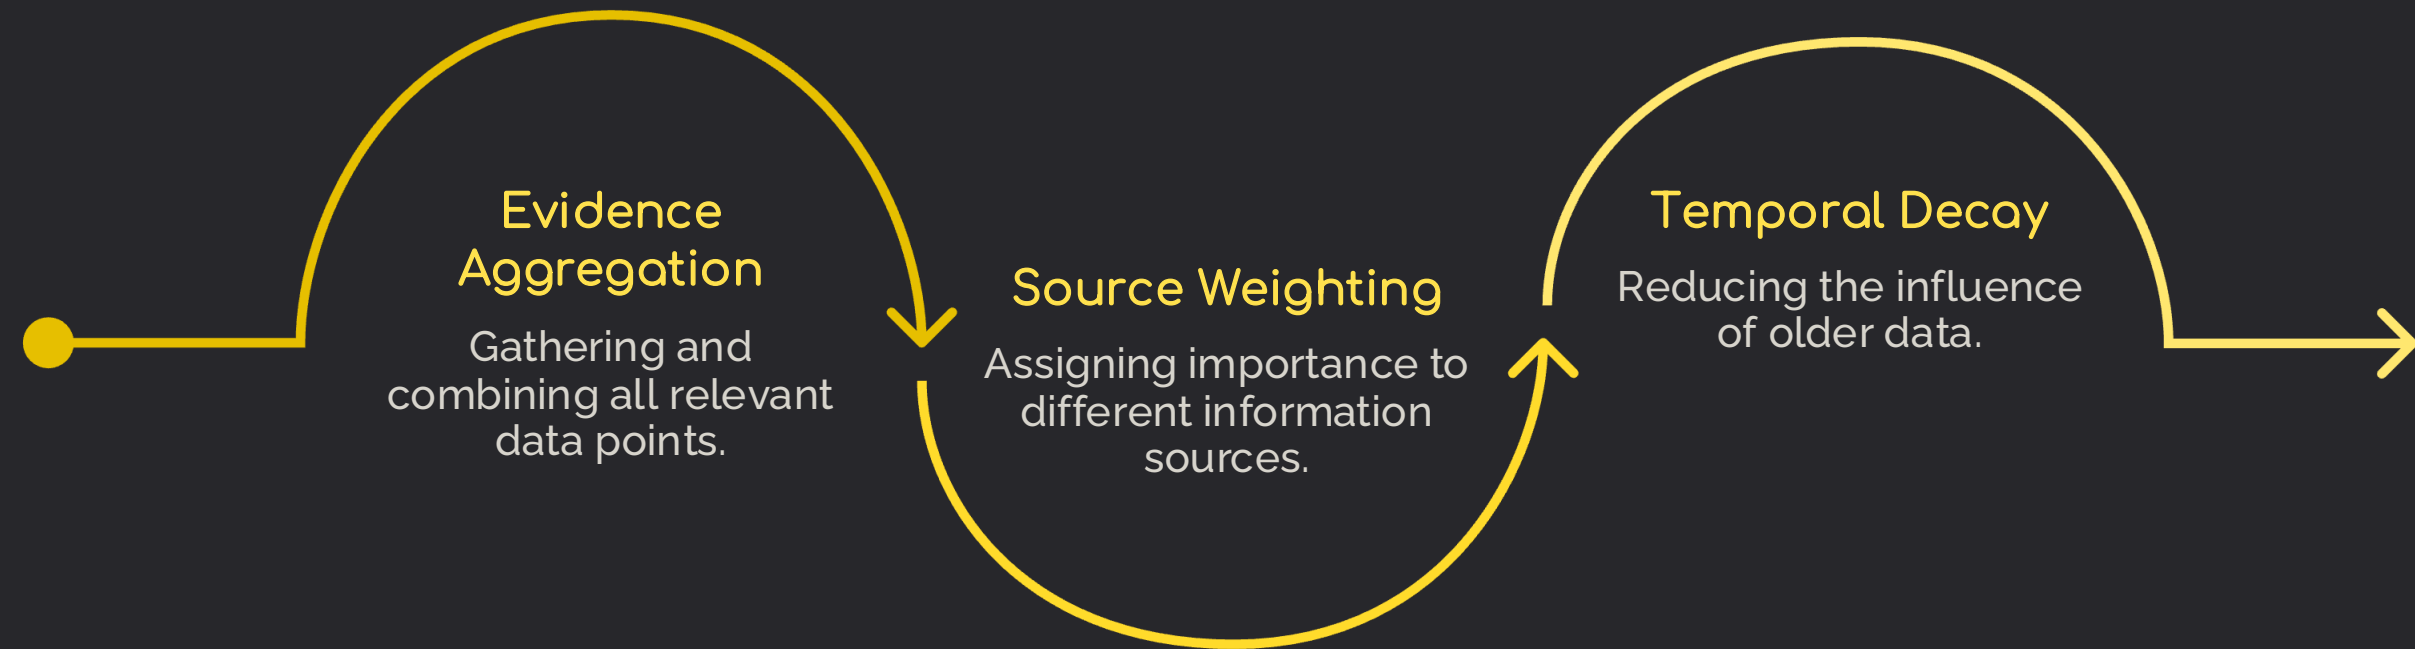 Evidence
Aggregation
Gathering and
combining all relevant
data points.
Source Weighting
Assigning importance to
different information
sources.
Temporal Decay
Reducing the influence
of older data.